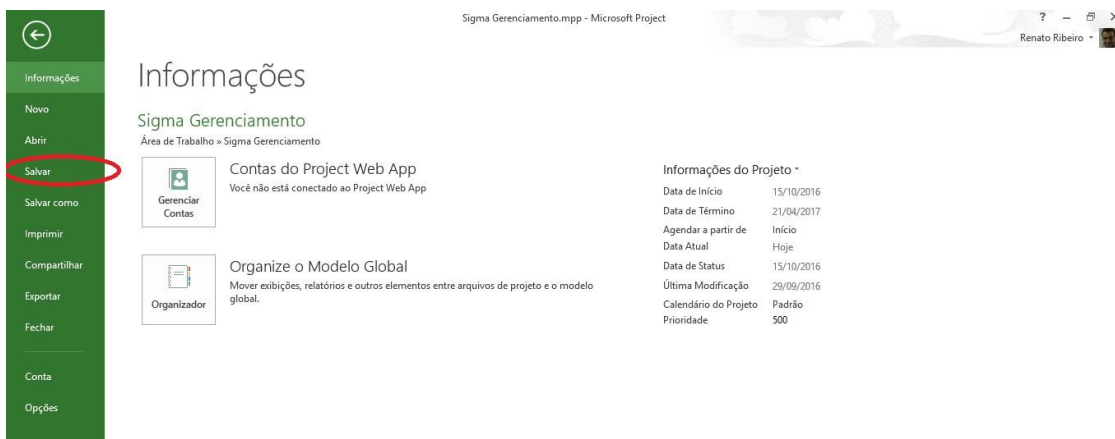 Sigma Gerenciamento.mpp - Microsoft Project
?
Renato Ribeiro
Informações
Novo
Abrir
Salvar
Salvar como
Imprimir
Compartilhar
Exportar
Fechar
Conta
Opções
Informações
Sigma Gerenciamento
Área de Trabalho » Sigma Gerenciamento
Gerenciar
Contas
Contas do Project Web App
Você não está conectado ao Project Web App
Organizador
Organize o Modelo Global
Mover exibições, relatórios e outros elementos entre arquivos de projeto e o modelo
global.
Informações do Projeto
Data de Início 15/10/2016
Data de Término 21/04/2017
Agendar a partir de Início
Data Atual Hoje
Data de Status 15/10/2016
Última Modificação 29/09/2016
Calendário do Projeto Padrão
Prioridade 500